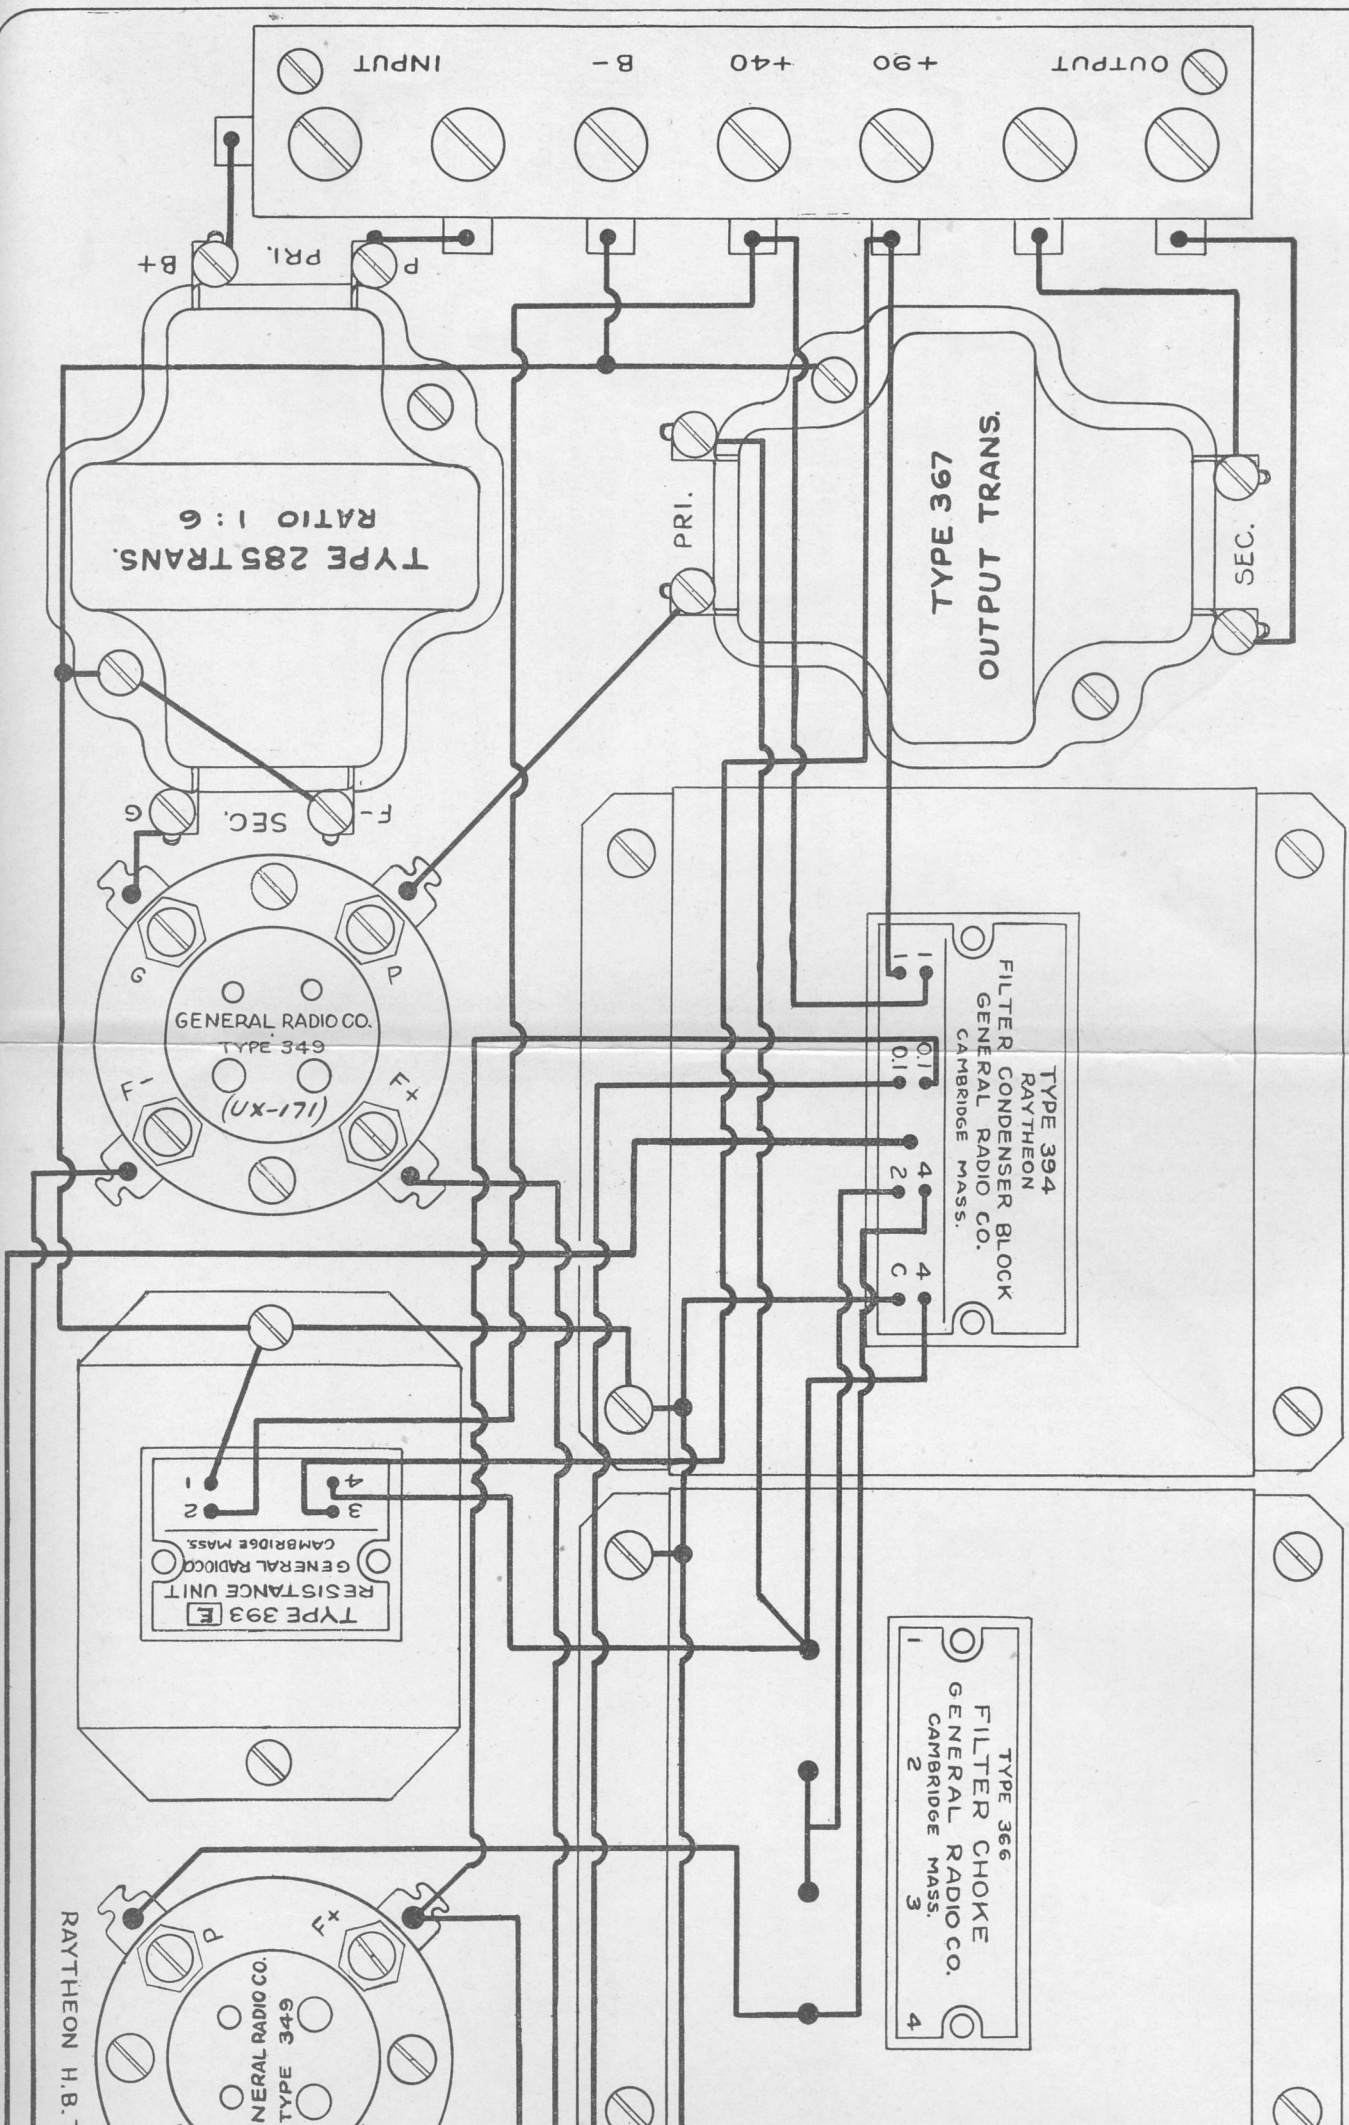 INPUT
B-
+40
+90
OUTPUT
B+
PRI.
P
TYPE 285 TRANS.
RATIO 1:6
G
SEC.
F-
PRI.
OUTPUT TRANS.
TYPE 367
SEC.
G
P
GENERAL RADIO CO.
TYPE 349
(UX-171)
F-
F+
1
1
0.1
0.1
2
4
C
4
TYPE 394
RAYTHEON
FILTER CONDENSER BLOCK
GENERAL RADIO CO.
CAMBRIDGE MASS.
1
2
4
3
TYPE 393 E
RESISTANCE UNIT
GENERAL RADIO CO
CAMBRIDGE MASS.
1
2
3
4
TYPE 366
FILTER CHOKE
GENERAL RADIO CO.
CAMBRIDGE MASS.
P
F+
NERAL RADIO CO.
TYPE 349
RAYTHEON H.B.